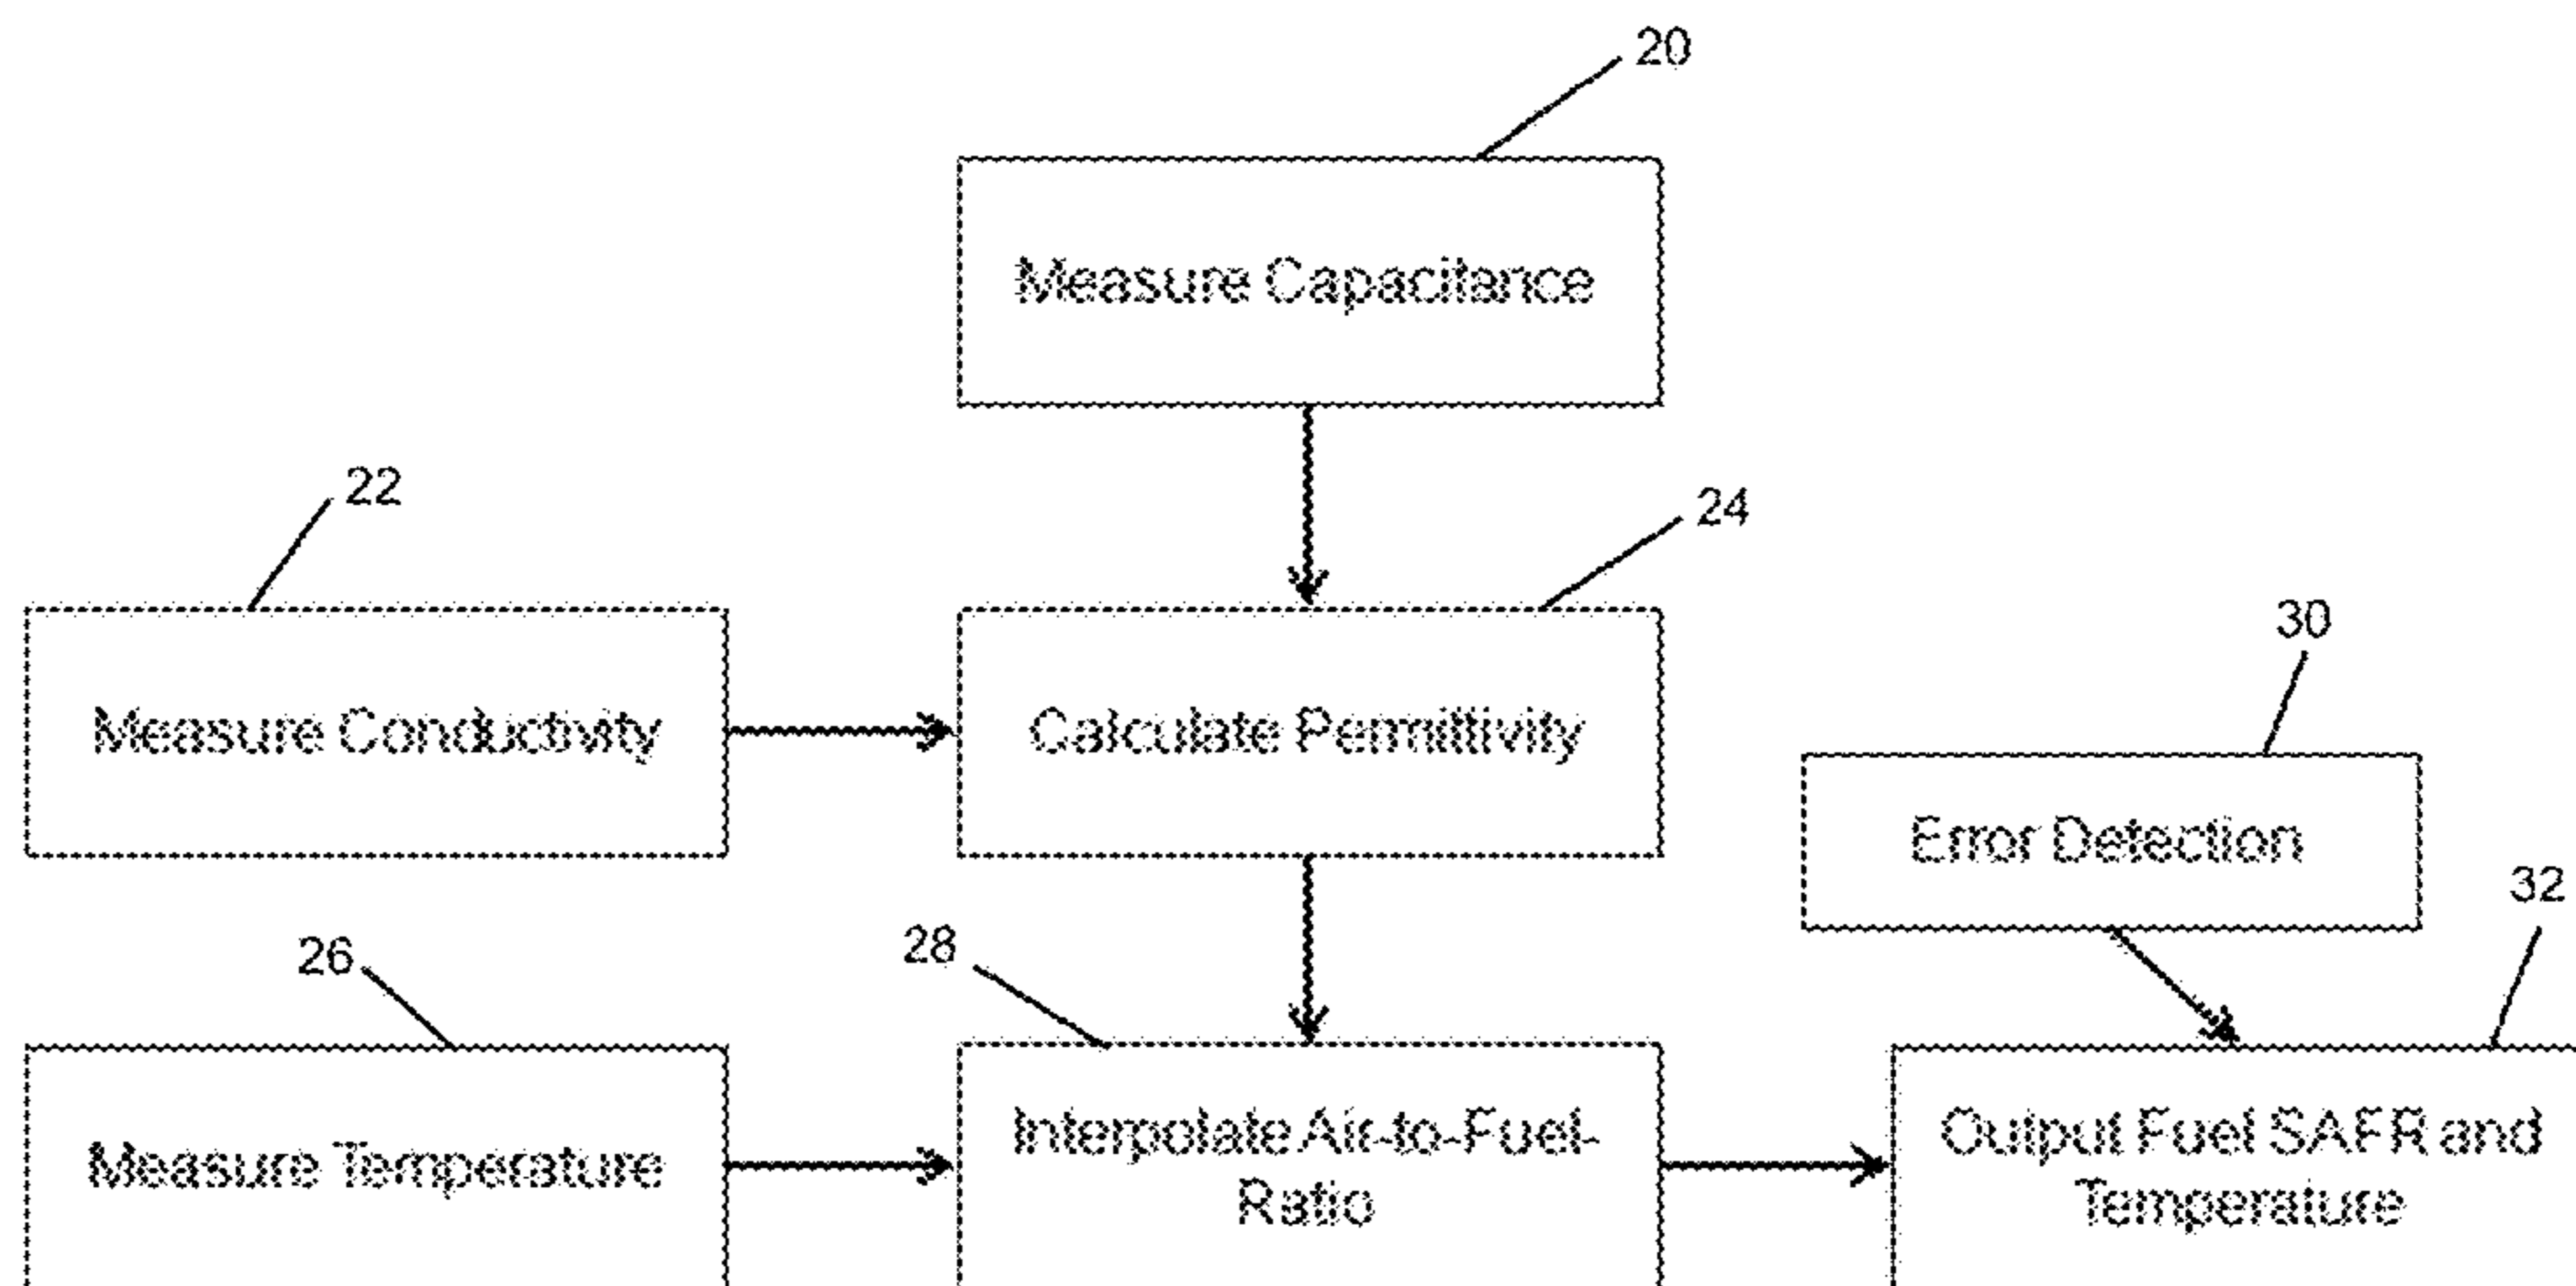 20
Measure Capacitance
22
24
Measure Conductivity
Calculate Permittivity
30
Error Detection
32
26
28
Measure Temperature
Interpolate Air-to-Fuel-
Ratio
Output Fuel SAFR and
Temperature